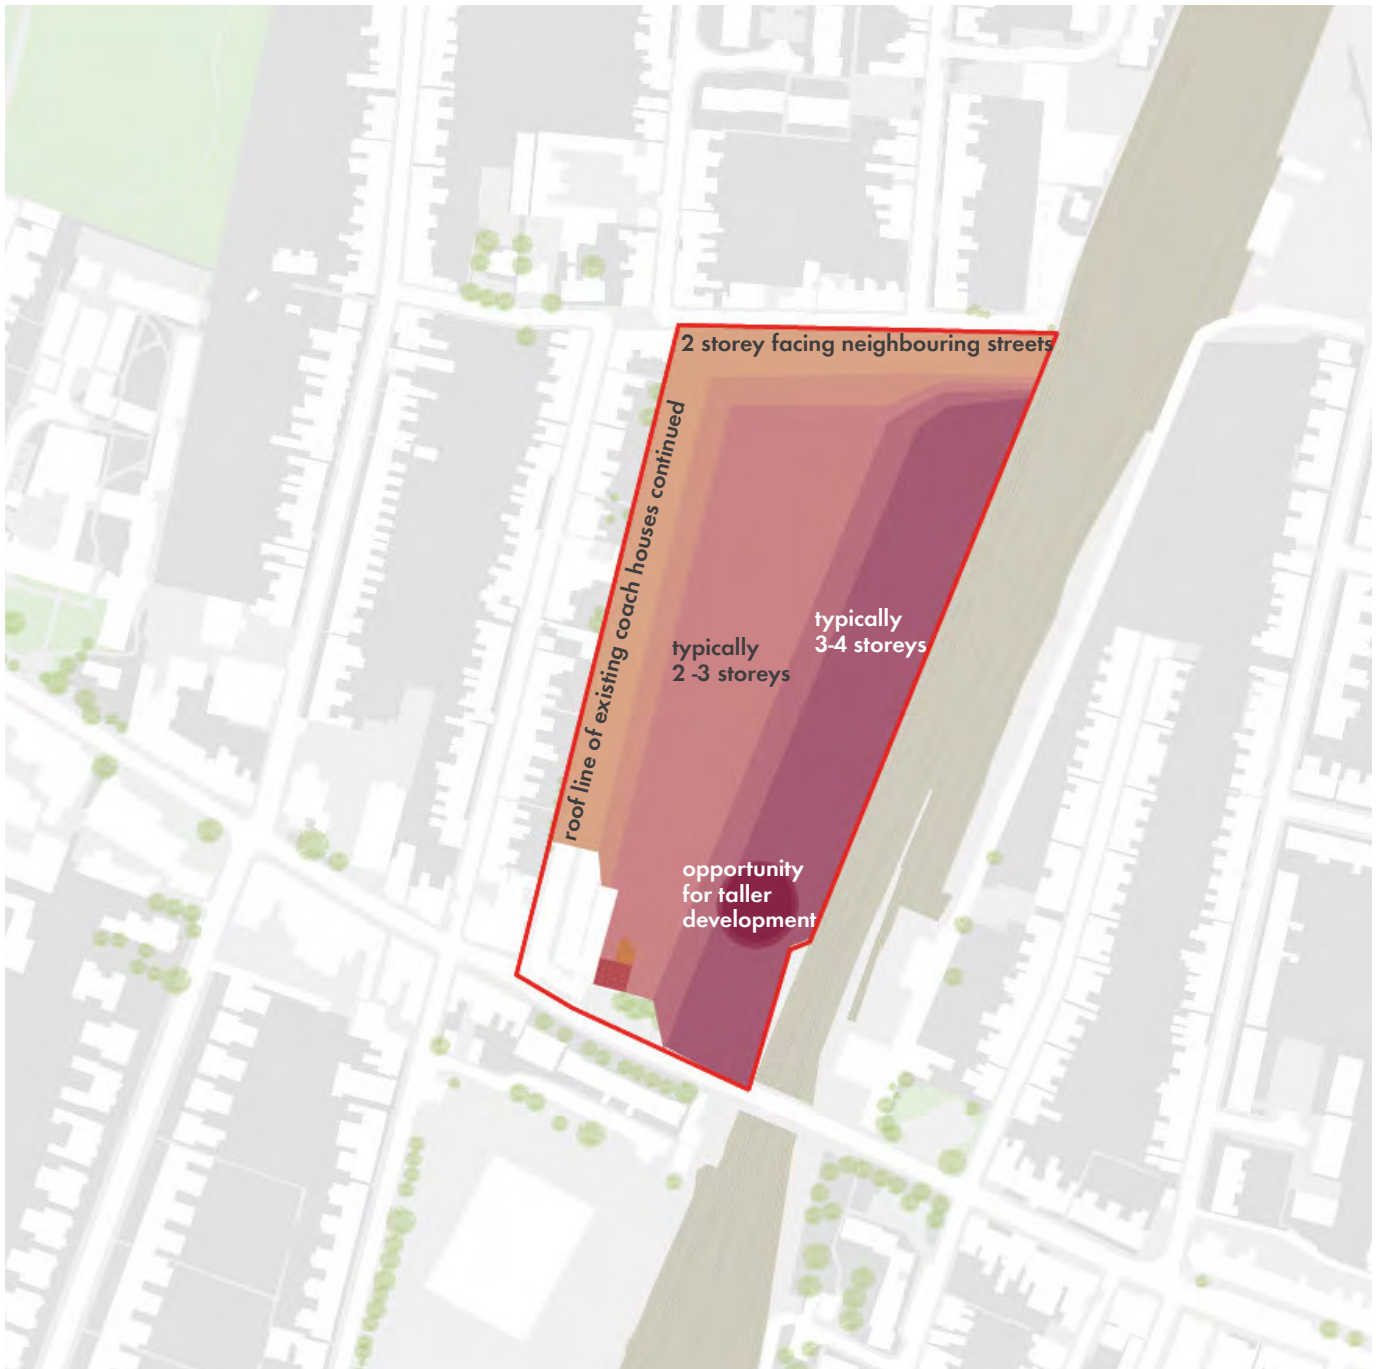 2 storey facing neighbouring streets
roof line of existing coach houses continued
typically
3-4 storeys
typically
2 -3 storeys
opportunity
for taller
development